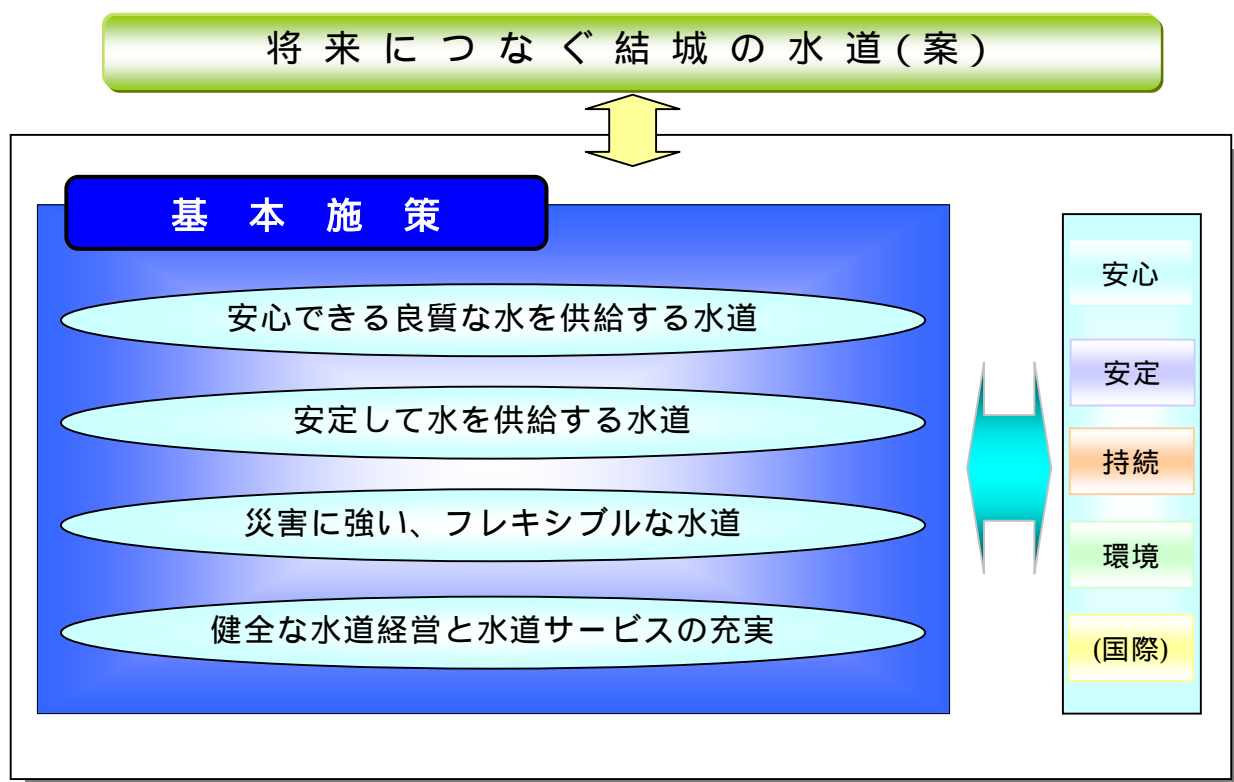 将来につなぐ結城の水道(案)
基本施策
安心できる良質な水を供給する水道
安定して水を供給する水道
災害に強い、フレキシブルな水道
健全な水道経営と水道サービスの充実
安心
安定
持続
環境
(国際)